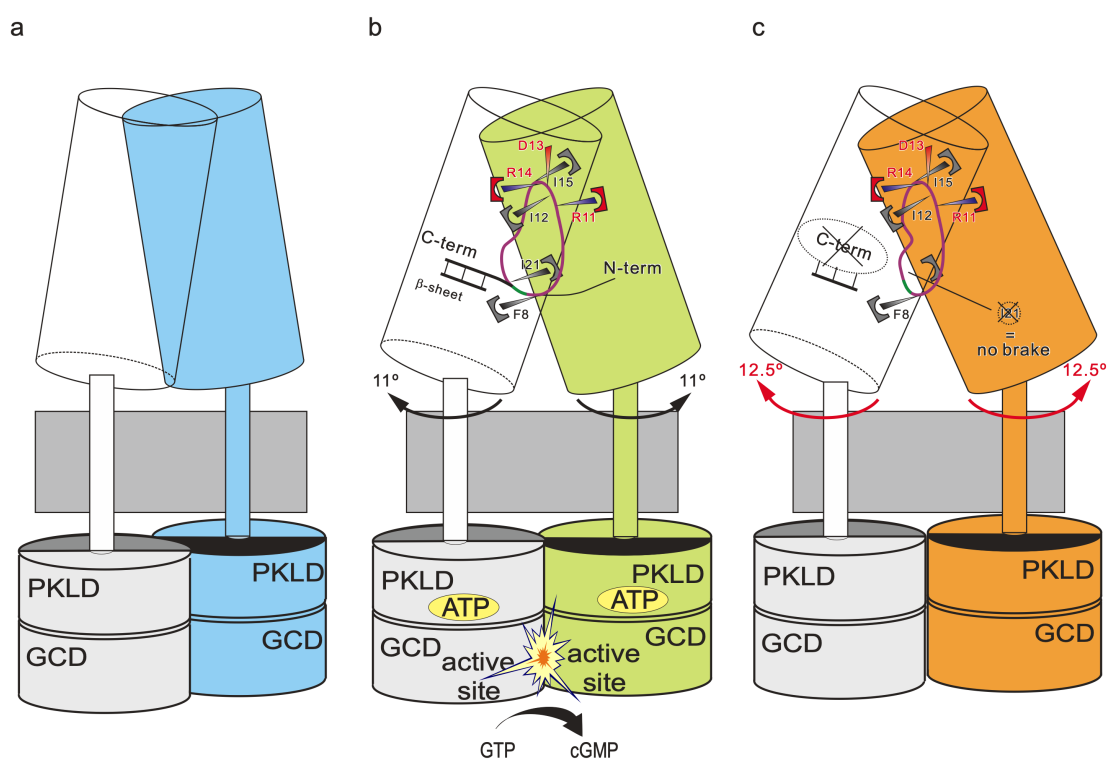 a
PKLD
PKLD
GCD
GCD
b
D13
R14
I15
I12
R11
C-term
I21
N-term
β-sheet
F8
11º
11º
PKLD
PKLD
ATP
ATP
GCD
GCD
active
site
active
site
GTP
cGMP
c
D13
R14
I15
I12
R11
C-term
F8
I21
=
no brake
12.5º
12.5º
PKLD
PKLD
GCD
GCD